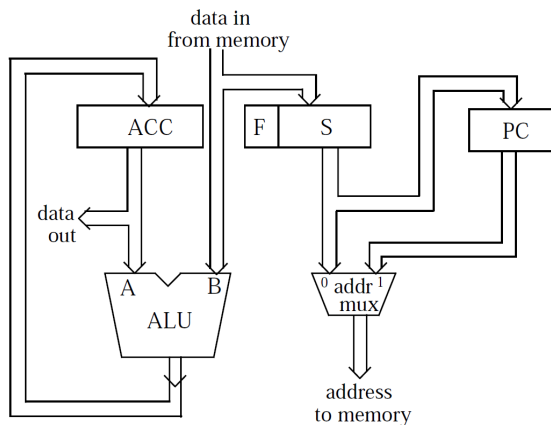 data in
from memory
ACC
F
S
PC
data
out
A
B
0
addr
1
mux
ALU
address
to memory